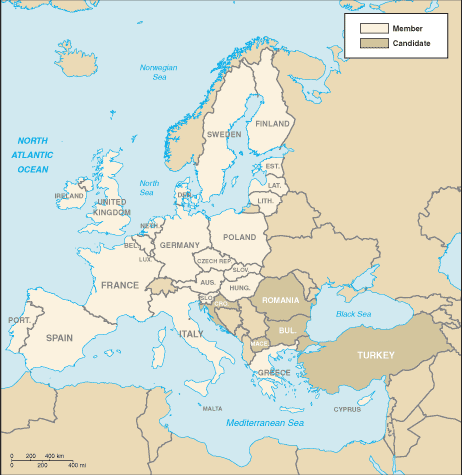 Member
Candidate
Norwegian
Sea
NORTH
ATLANTIC
OCEAN
SWEDEN
FINLAND
EST.
LAT.
LITH.
North
Sea
DEN.
IRELAND
UNITED
KINGDOM
NETH.
BEL.
LUX.
GERMANY
POLAND
CZECH REP.
SLOV.
AUS.
HUNG.
FRANCE
SLO.
CRO.
ROMANIA
BUL.
MACE.
Black Sea
PORT.
SPAIN
ITALY
GREECE
TURKEY
MALTA
CYPRUS
Mediterranean Sea
0 200 400 km
0 200 400 mi